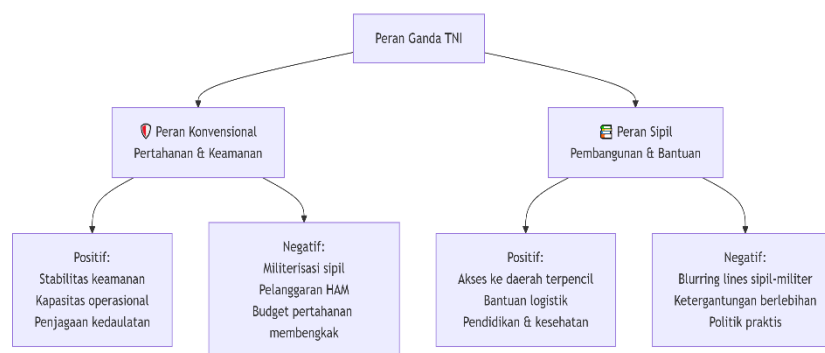 Peran Ganda TNI
Peran Konvensional
Pertahanan & Keamanan
Peran Sipil
Pembangunan & Bantuan
Positif:
Stabilitas keamanan
Kapasitas operasional
Penjagaan kedaulatan
Negatif:
Militerisasi sipil
Pelanggaran HAM
Budget pertahanan
membengkak
Positif:
Akses ke daerah terpencil
Bantuan logistik
Pendidikan & kesehatan
Negatif:
Blurring lines sipil-militer
Ketergantungan berlebihan
Politik praktis